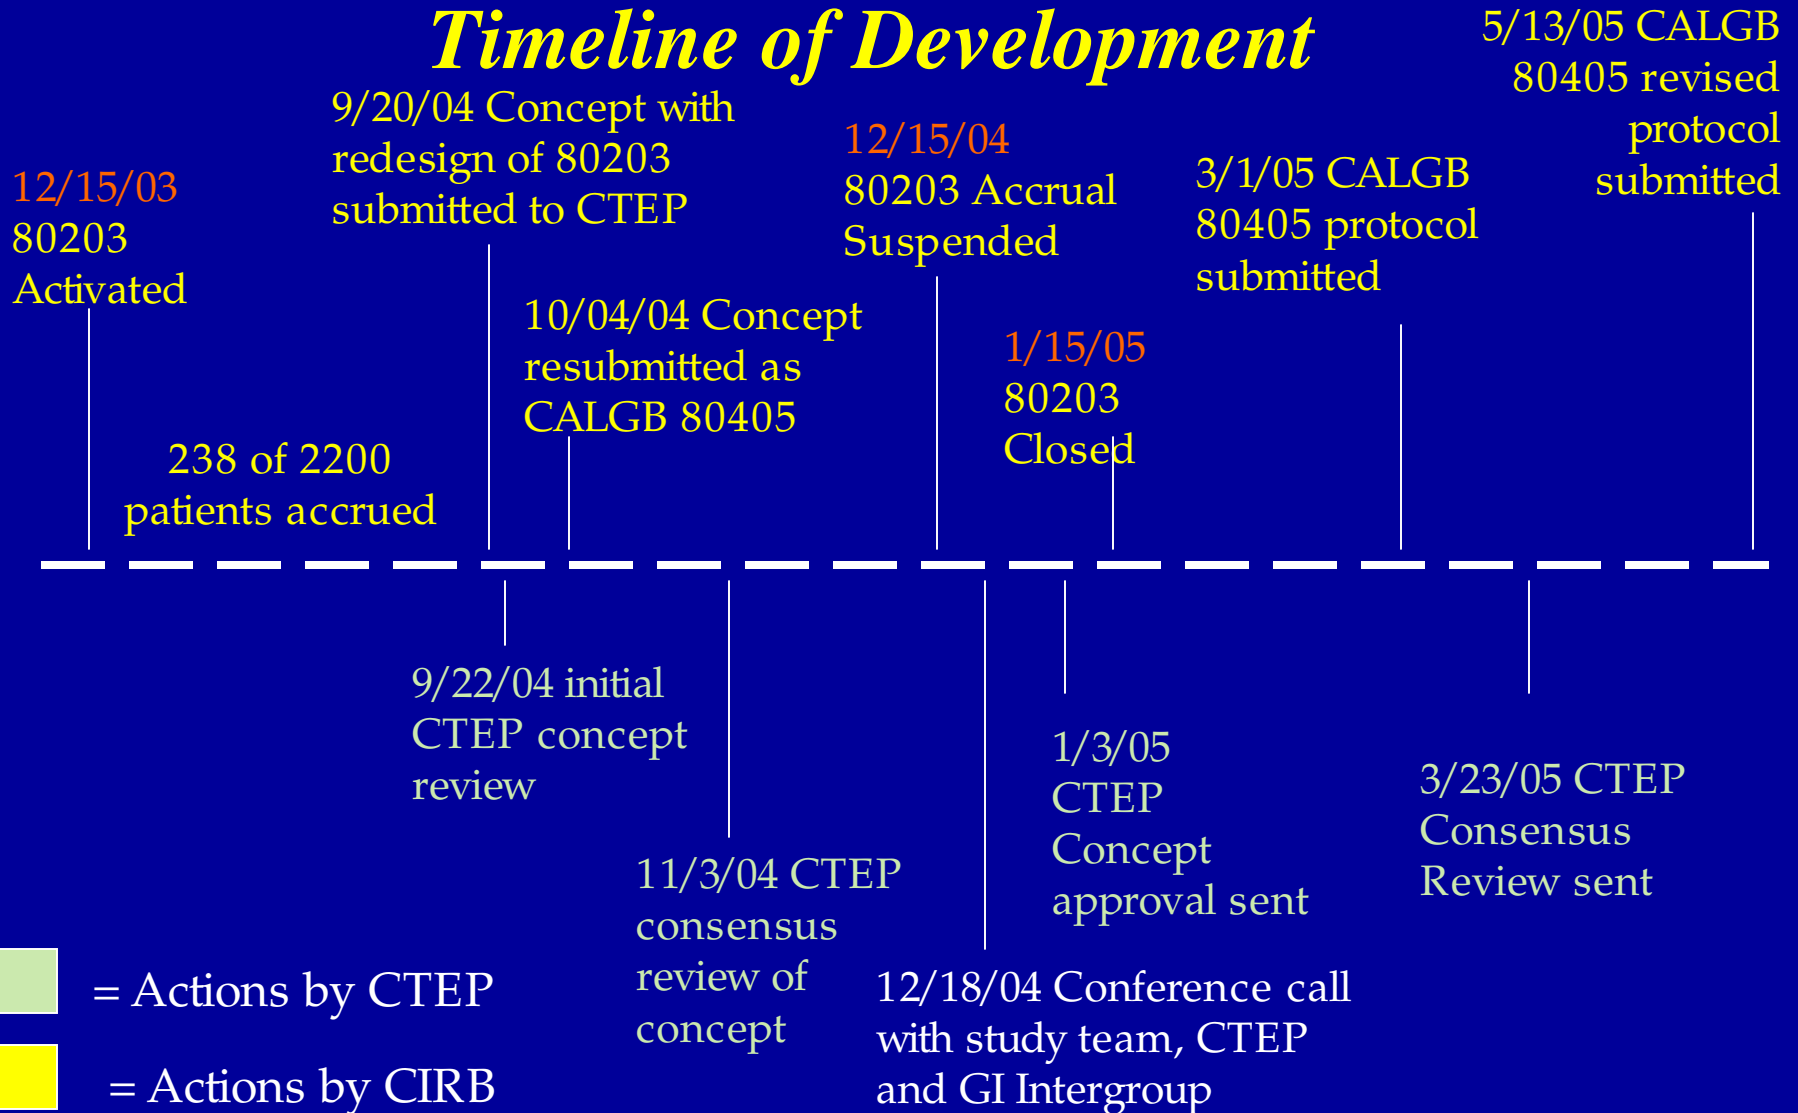 Timeline of Development
5/13/05 CALGB
80405 revised
protocol
submitted
12/15/03
80203
Activated
9/20/04 Concept with
redesign of 80203
submitted to CTEP
12/15/04
80203 Accrual
Suspended
3/1/05 CALGB
80405 protocol
submitted
10/04/04 Concept
resubmitted as
CALGB 80405
1/15/05
80203
Closed
238 of 2200
patients accrued
9/22/04 initial
CTEP concept
review
11/3/04 CTEP
consensus
review of
concept
12/18/04 Conference call
with study team, CTEP
and GI Intergroup
1/3/05
CTEP
Concept
approval sent
3/23/05 CTEP
Consensus
Review sent
= Actions by CTEP
= Actions by CIRB